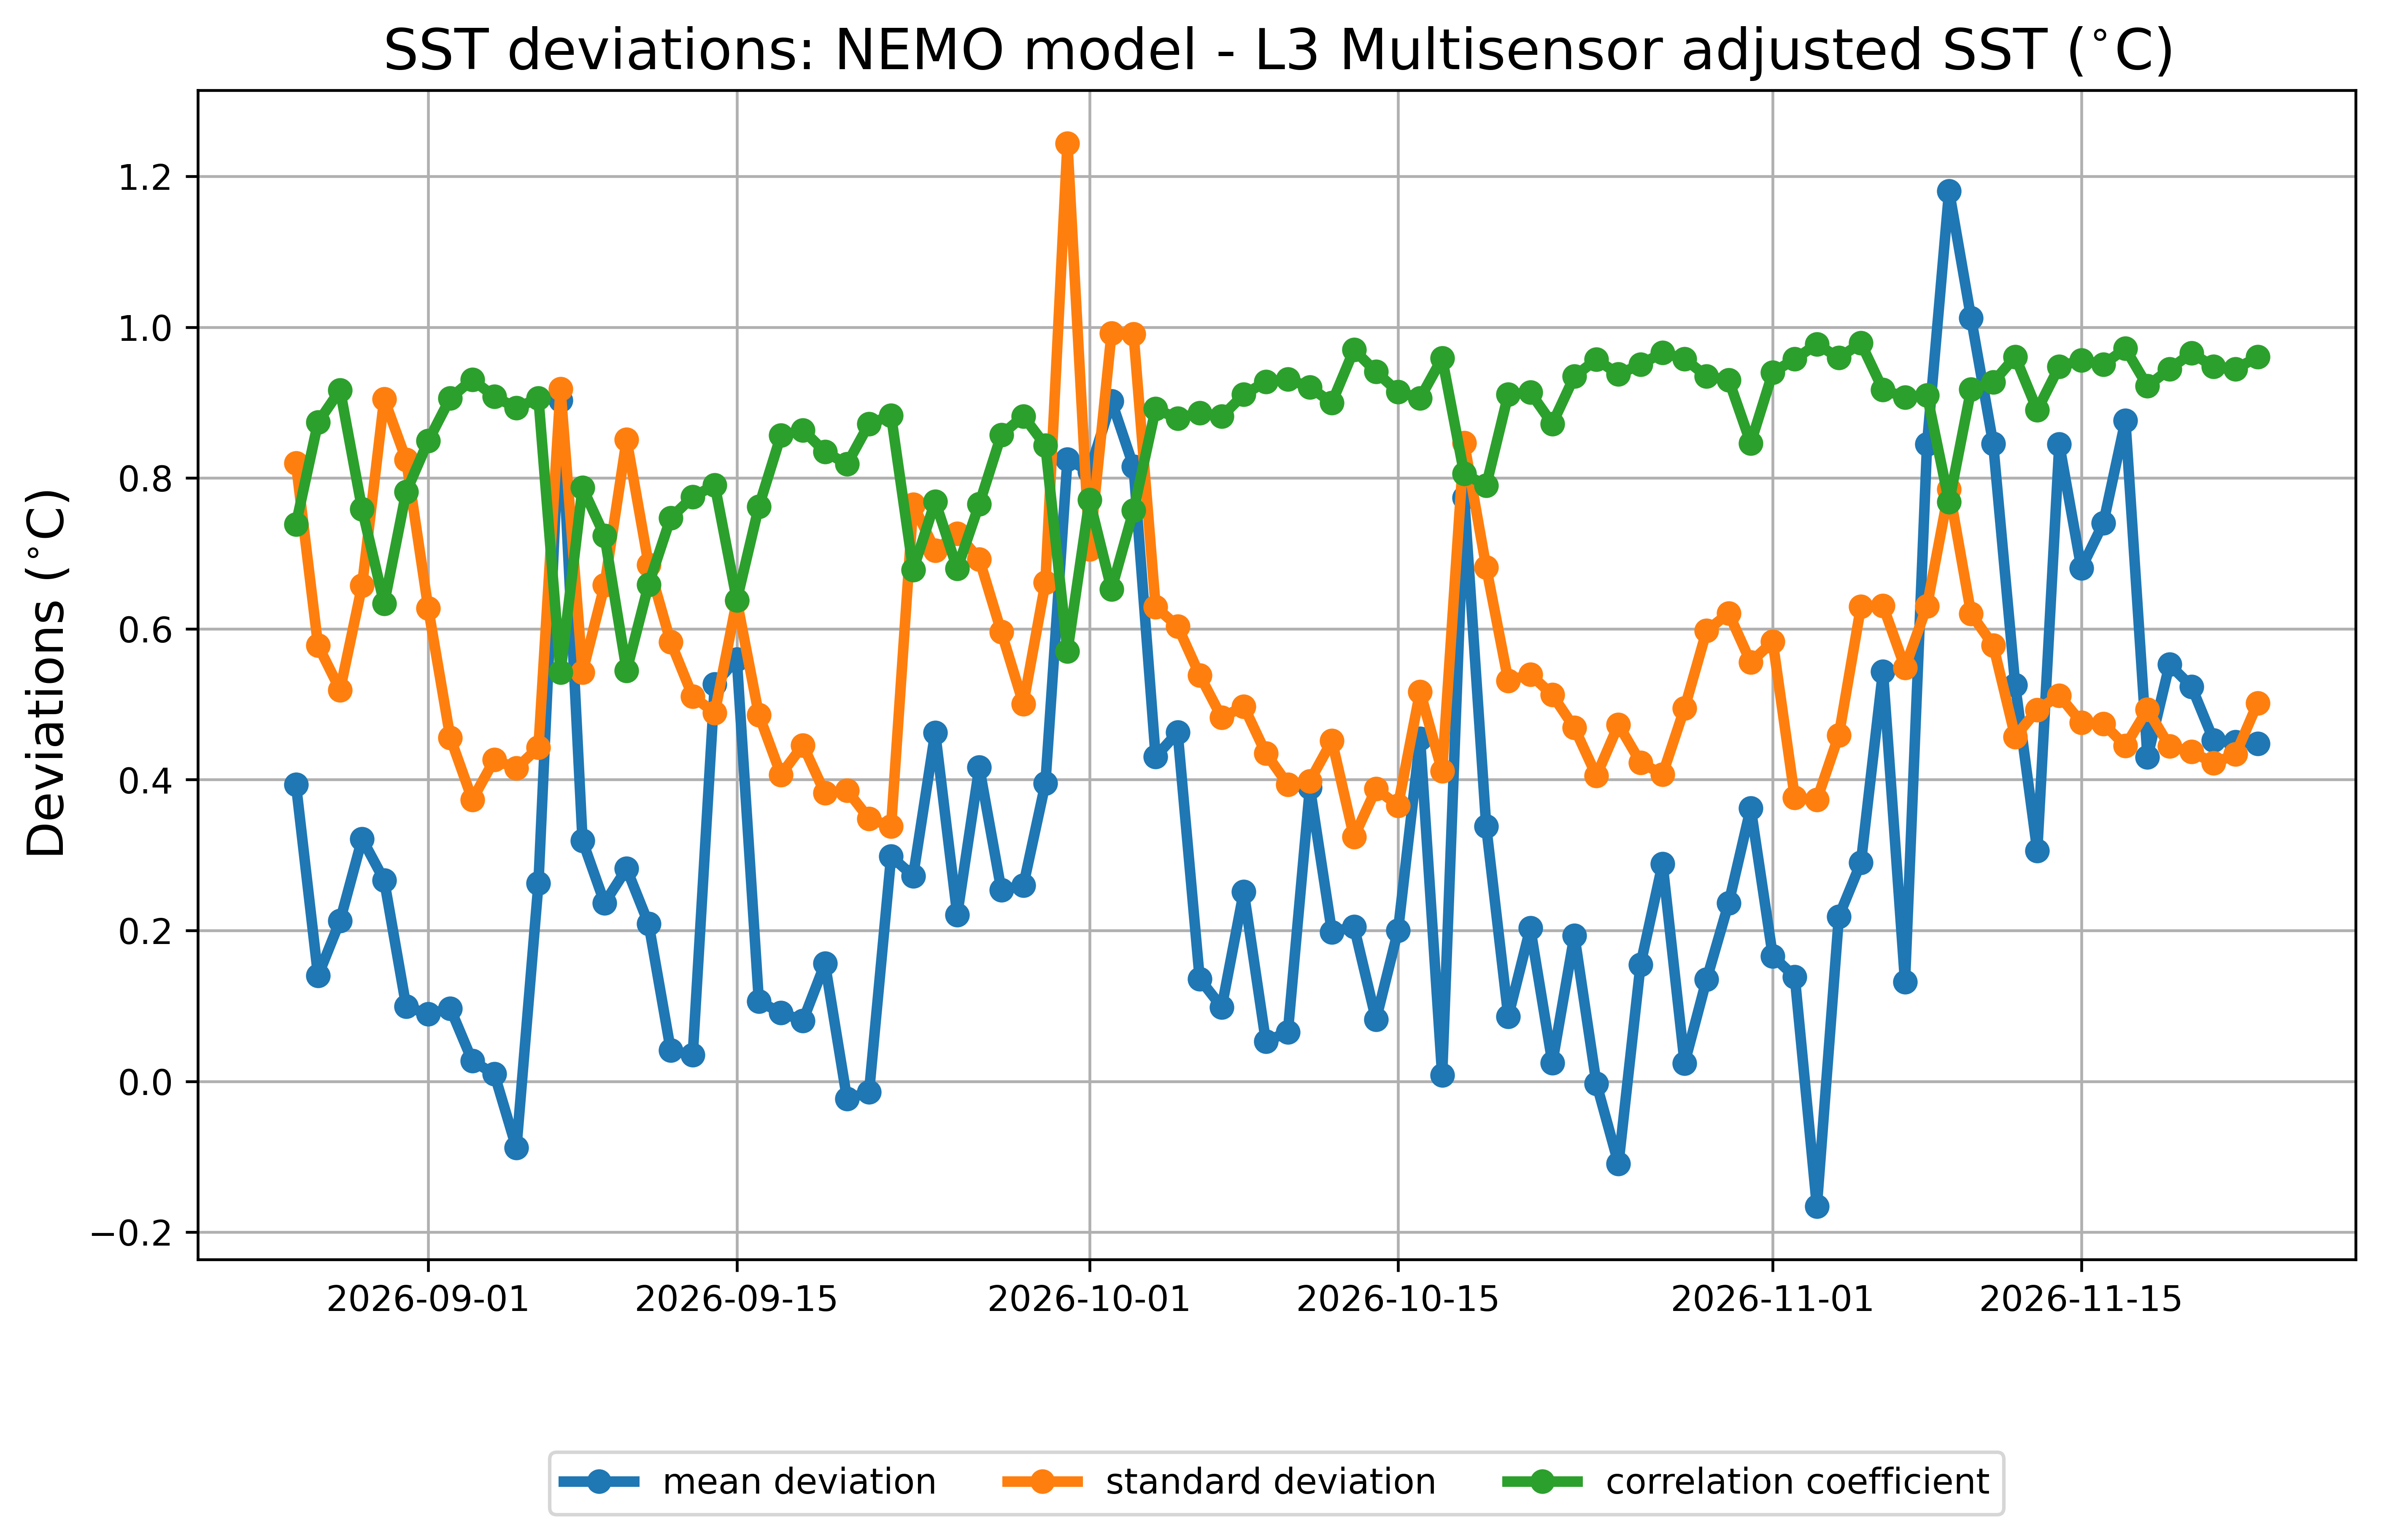 SST deviations: NEMO model - L3 Multisensor adjusted SST (°C)
Deviations (°C)
1.2
1.0
0.8
0.6
0.4
0.2
0.0
−0.2
2026-09-01 2026-09-15 2026-10-01 2026-10-15 2026-11-01 2026-11-15
mean deviation standard deviation correlation coefficient